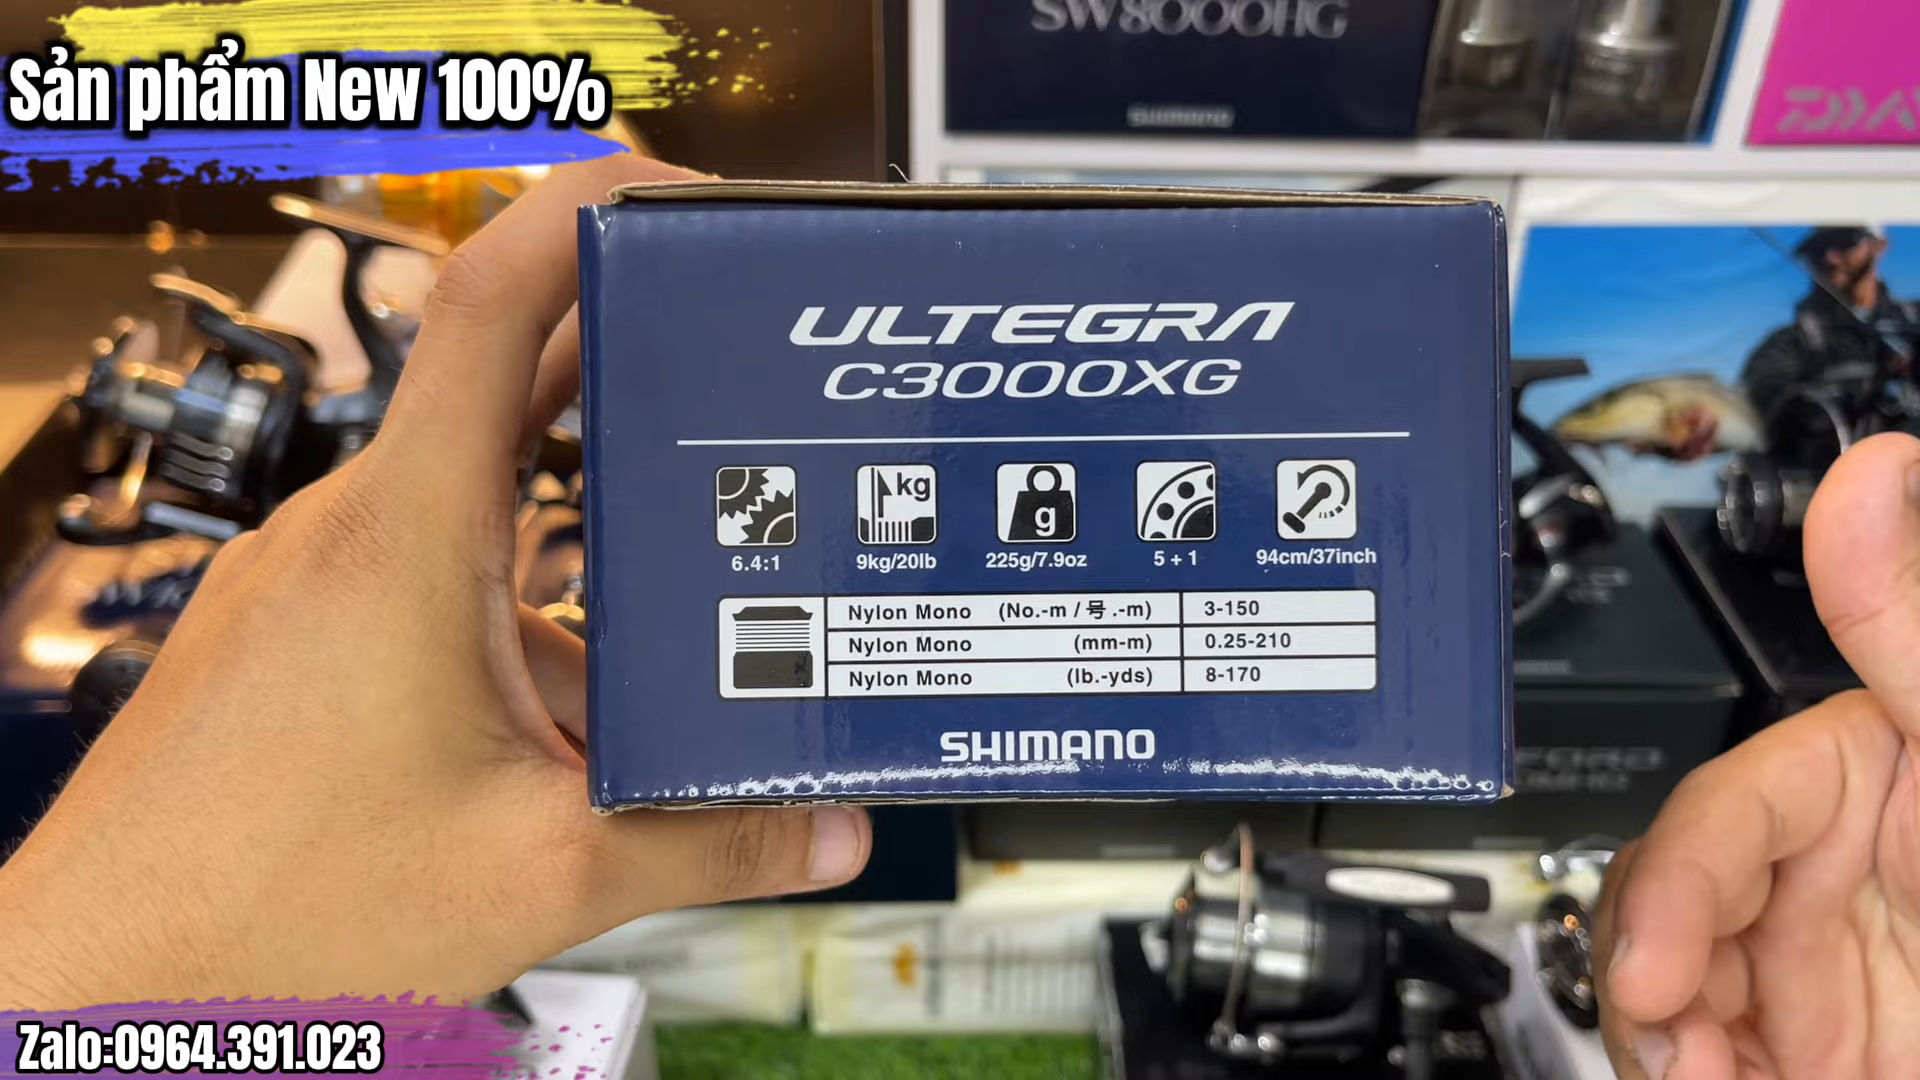 Sản phẩm New 100%
SW8000HG
SHIMANO
ULTEGRA
C3000XG
kg
g
6.4:1
9kg/20lb
225g/7.9oz
5 + 1
94cm/37inch
Nylon Mono (No.-m / 号 .-m) 3-150
Nylon Mono (mm-m) 0.25-210
Nylon Mono (lb.-yds) 8-170
SHIMANO
Zalo:0964.391.023